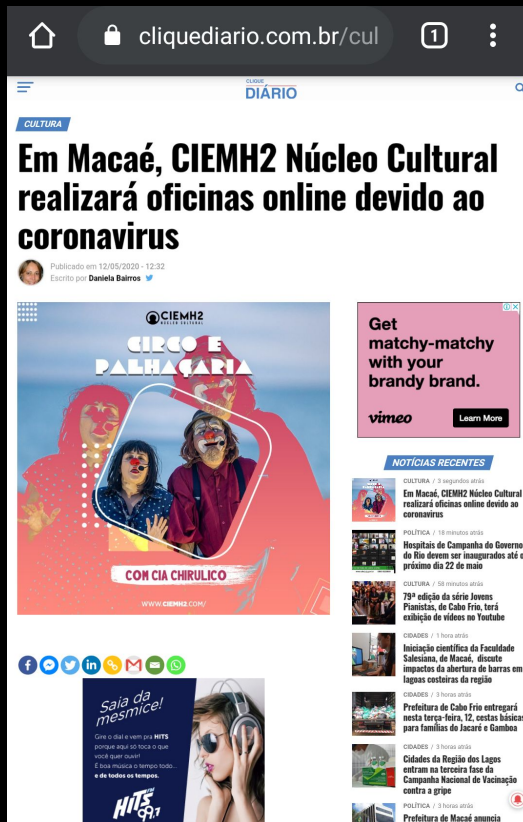 cliquediario.com.br/cul
1
CLIQUE
DIÁRIO
CULTURA
Em Macaé, CIEMH2 Núcleo Cultural
realizará oficinas online devido ao
coronavirus
Publicado em 12/05/2020 - 12:32
Escrito por Daniela Bairros
CIEMH2
NÚCLEO CULTURAL
CIRCO E
PALHAÇARIA
COM CIA CHIRULICO
WWW.CIEMH2.COM/
Get
matchy-matchy
with your
brandy brand.
vimeo
Learn More
NOTÍCIAS RECENTES
CULTURA / 3 segundos atrás
Em Macaé, CIEMH2 Núcleo Cultural
realizará oficinas online devido ao
coronavirus
POLÍTICA / 18 minutos atrás
Hospitais de Campanha do Governo
do Rio devem ser inaugurados até o
próximo dia 22 de maio
CULTURA / 58 minutos atrás
79ª edição da série Jovens
Pianistas, de Cabo Frio, terá
exibição de vídeos no Youtube
CIDADES / 1 hora atrás
Iniciação científica da Faculdade
Salesiana, de Macaé, discute
impactos da abertura de barras em
lagoas costeiras da região
CIDADES / 3 horas atrás
Prefeitura de Cabo Frio entregará
nesta terça-feira, 12, cestas básicas
para famílias do Jacaré e Gamboa
CIDADES / 3 horas atrás
Cidades da Região dos Lagos
entram na terceira fase da
Campanha Nacional de Vacinação
contra a gripe
POLÍTICA / 3 horas atrás
Prefeitura de Macaé anuncia
Saia da
mesmice!
Gire o dial e vem pra HITS
porque aqui só toca o que
você quer ouvir!
É boa música o tempo todo...
e de todos os tempos.
HITS FM
99,1